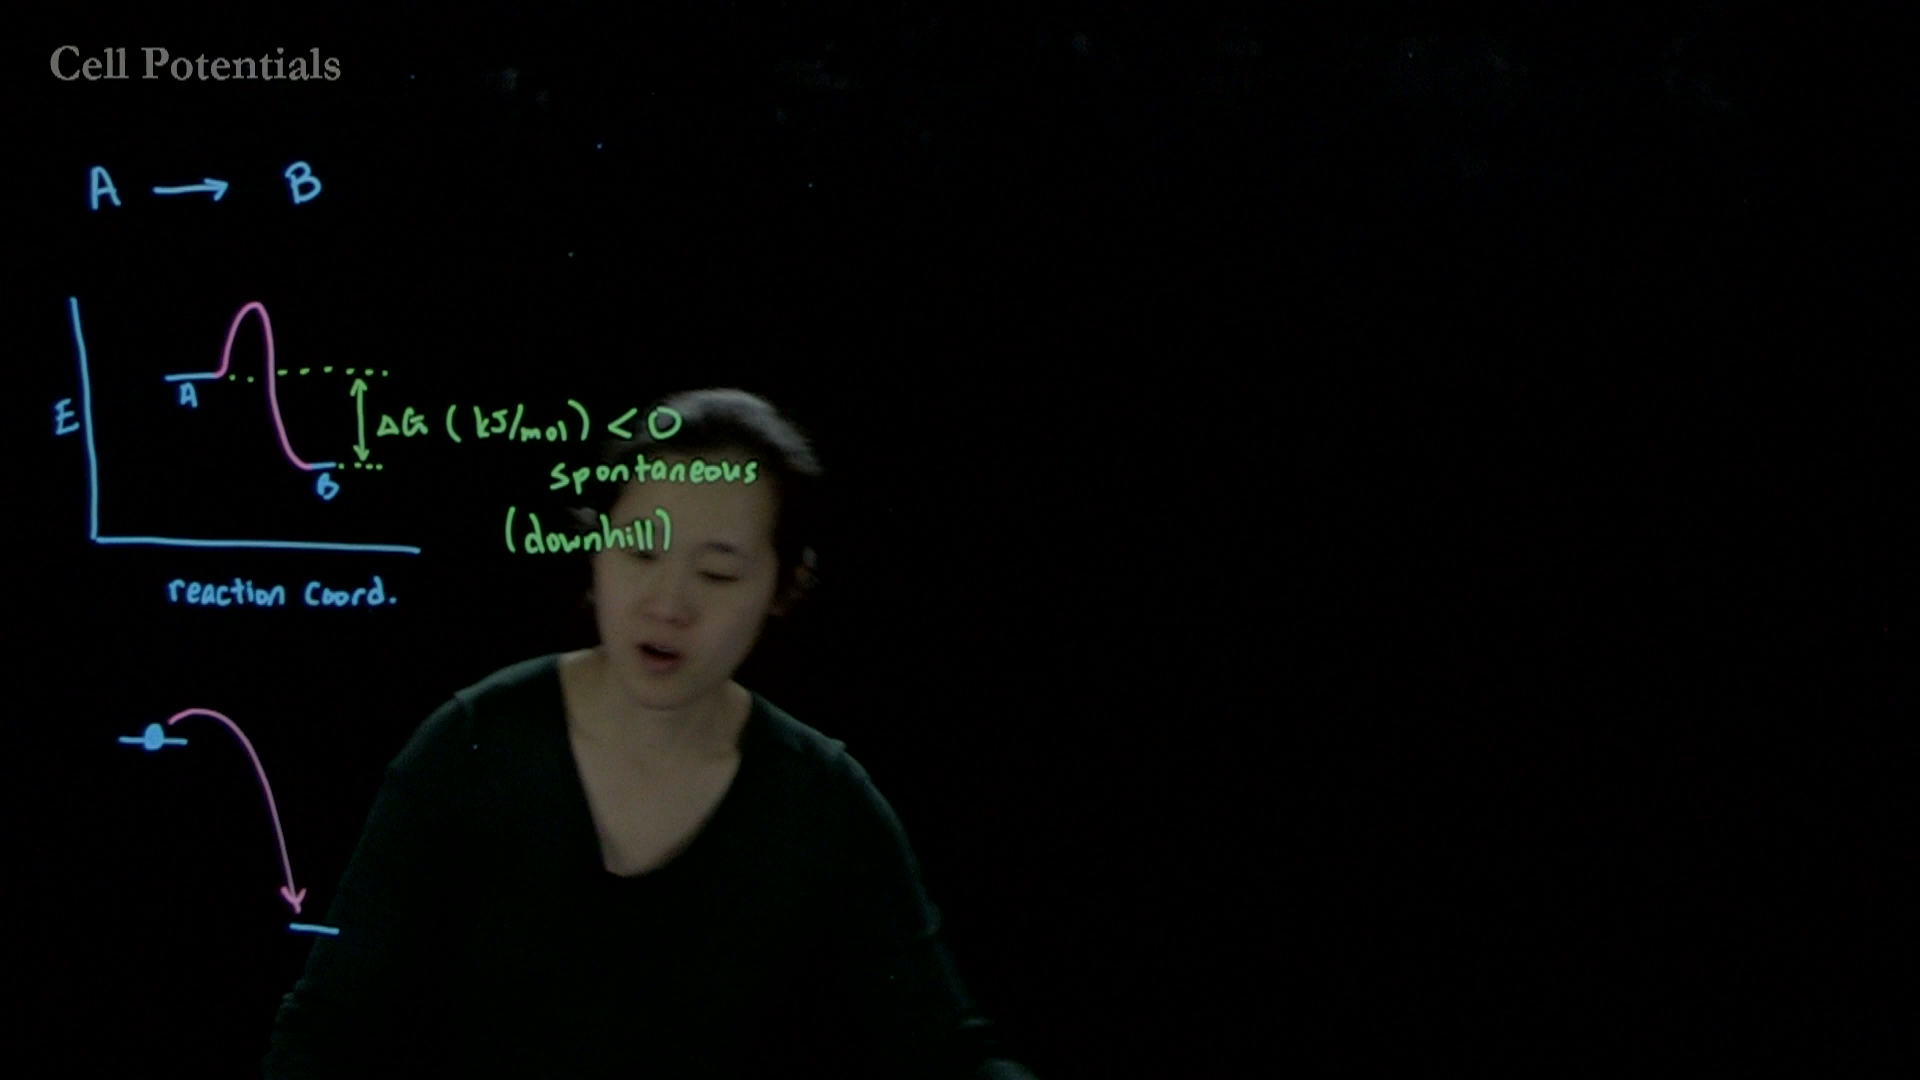 Cell Potentials
A → B
E
A
ΔG (kJ/mol) < 0
spontaneous
B
(downhill)
reaction coord.